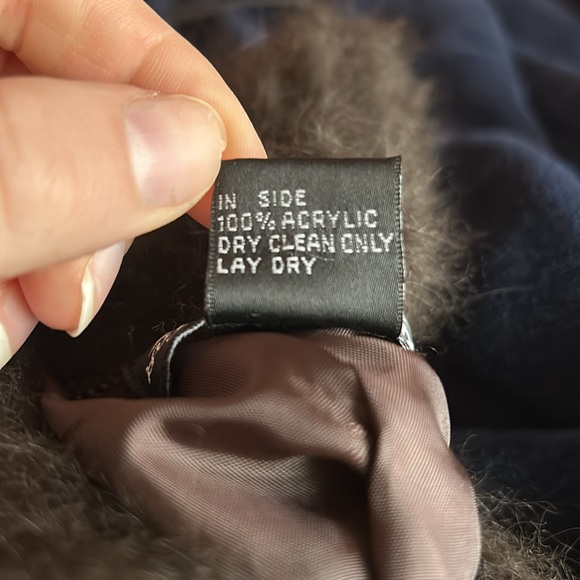 IN SIDE
100% ACRYLIC
DRY CLEAN ONLY
LAY DRY